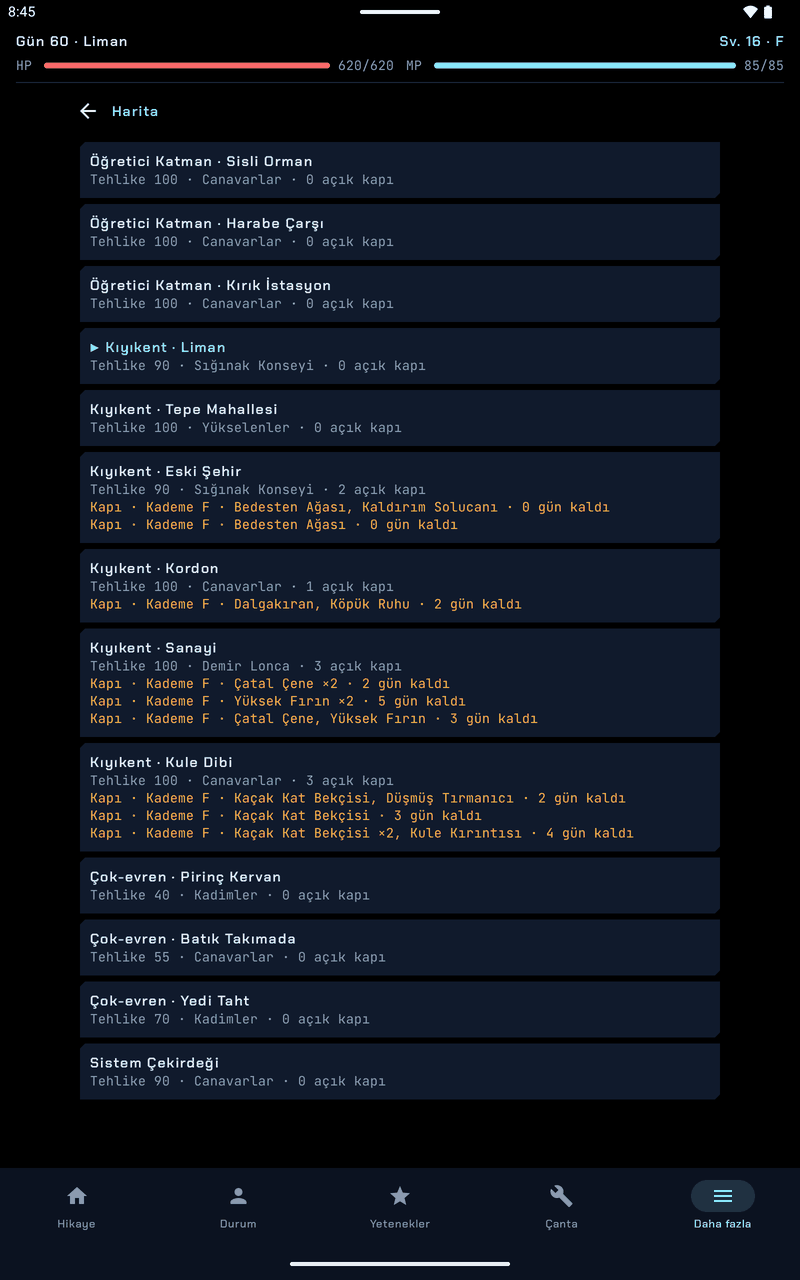 8:45
Gün 60 · Liman
Sv. 16 · F
HP 620/620 MP 85/85
Harita
Öğretici Katman · Sisli Orman
Tehlike 100 · Canavarlar · 0 açık kapı
Öğretici Katman · Harabe Çarşı
Tehlike 100 · Canavarlar · 0 açık kapı
Öğretici Katman · Kırık İstasyon
Tehlike 100 · Canavarlar · 0 açık kapı
▶ Kıyıkent · Liman
Tehlike 90 · Sığınak Konseyi · 0 açık kapı
Kıyıkent · Tepe Mahallesi
Tehlike 100 · Yükselenler · 0 açık kapı
Kıyıkent · Eski Şehir
Tehlike 90 · Sığınak Konseyi · 2 açık kapı
Kapı · Kademe F · Bedesten Ağası, Kaldırım Solucanı · 0 gün kaldı
Kapı · Kademe F · Bedesten Ağası · 0 gün kaldı
Kıyıkent · Kordon
Tehlike 100 · Canavarlar · 1 açık kapı
Kapı · Kademe F · Dalgakıran, Köpük Ruhu · 2 gün kaldı
Kıyıkent · Sanayi
Tehlike 100 · Demir Lonca · 3 açık kapı
Kapı · Kademe F · Çatal Çene ×2 · 2 gün kaldı
Kapı · Kademe F · Yüksek Fırın ×2 · 5 gün kaldı
Kapı · Kademe F · Çatal Çene, Yüksek Fırın · 3 gün kaldı
Kıyıkent · Kule Dibi
Tehlike 100 · Canavarlar · 3 açık kapı
Kapı · Kademe F · Kaçak Kat Bekçisi, Düşmüş Tırmanıcı · 2 gün kaldı
Kapı · Kademe F · Kaçak Kat Bekçisi · 3 gün kaldı
Kapı · Kademe F · Kaçak Kat Bekçisi ×2, Kule Kırıntısı · 4 gün kaldı
Çok-evren · Pirinç Kervan
Tehlike 40 · Kadimler · 0 açık kapı
Çok-evren · Batık Takımada
Tehlike 55 · Canavarlar · 0 açık kapı
Çok-evren · Yedi Taht
Tehlike 70 · Kadimler · 0 açık kapı
Sistem Çekirdeği
Tehlike 90 · Canavarlar · 0 açık kapı
Hikaye
Durum
Yetenekler
Çanta
Daha fazla